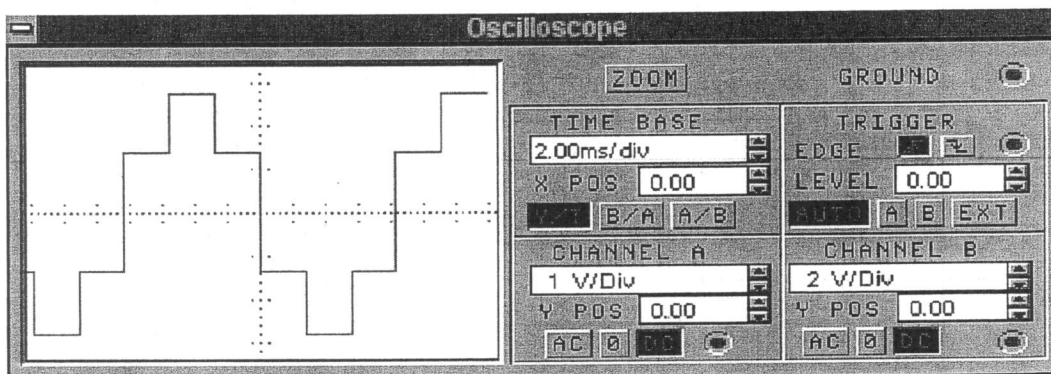 Oscilloscope
ZOOM GROUND
TIME BASE
2.00ms/div
X POS 0.00
Y/T B/A A/B
TRIGGER
EDGE
LEVEL 0.00
AUTO A B EXT
CHANNEL A
1 V/Div
Y POS 0.00
AC 0 DC
CHANNEL B
2 V/Div
Y POS 0.00
AC 0 DC